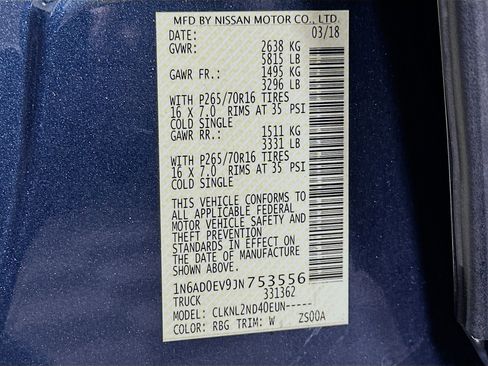 MFD BY NISSAN MOTOR CO., LTD.
DATE: 03/18
GVWR: 2638 KG
5815 LB
GAWR FR.: 1495 KG
3296 LB
WITH P265/70R16 TIRES
16 X 7.0 RIMS AT 35 PSI
COLD SINGLE
GAWR RR.: 1511 KG
3331 LB
WITH P265/70R16 TIRES
16 X 7.0 RIMS AT 35 PSI
COLD SINGLE
THIS VEHICLE CONFORMS TO
ALL APPLICABLE FEDERAL
MOTOR VEHICLE SAFETY AND
THEFT PREVENTION
STANDARDS IN EFFECT ON
THE DATE OF MANUFACTURE
SHOWN ABOVE.
1N6AD0EV9JN753556
TRUCK 331362
MODEL: CLKNL2ND40EUN-----
COLOR: RBG TRIM: W ZS00A